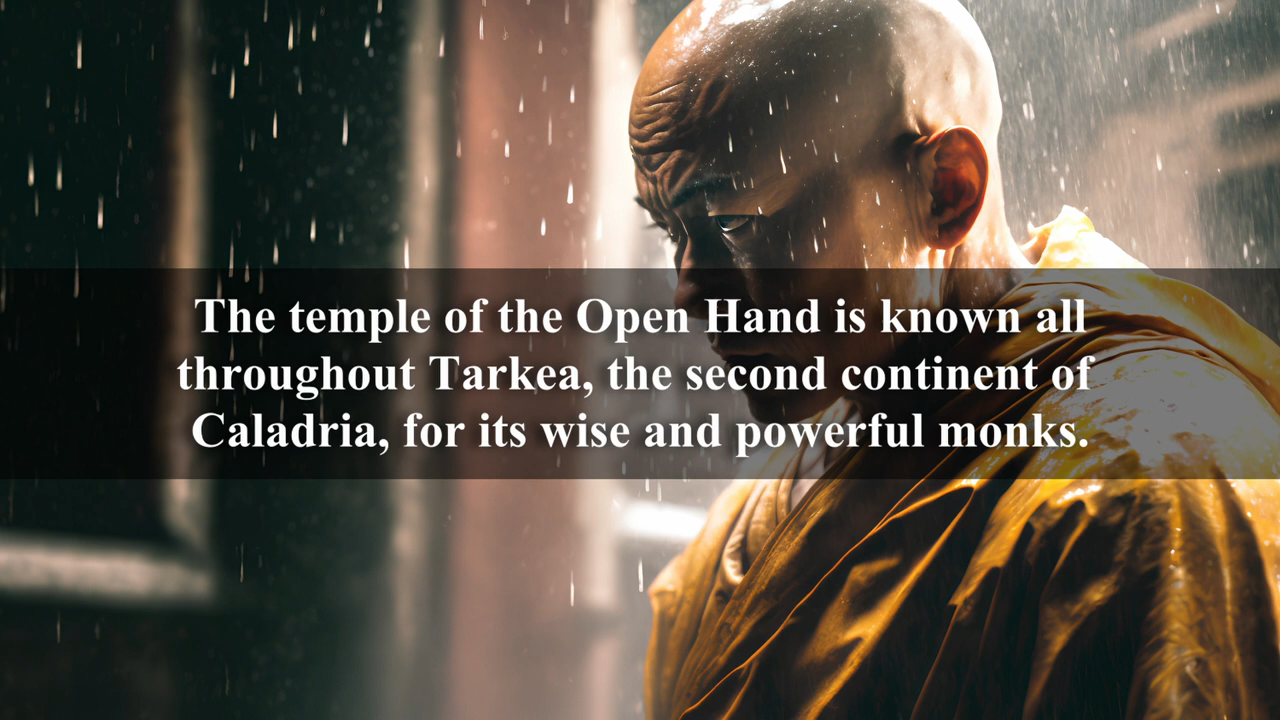 The temple of the Open Hand is known all
throughout Tarkea, the second continent of
Caladria, for its wise and powerful monks.